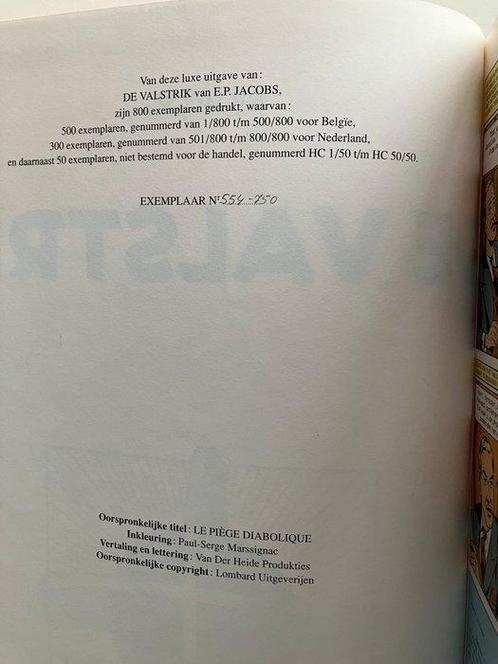 Van deze luxe uitgave van :
DE VALSTRIK van E.P. JACOBS,
zijn 800 exemplaren gedrukt, waarvan :
500 exemplaren, genummerd van 1/800 t/m 500/800 voor Belgïe,
300 exemplaren, genummerd van 501/800 t/m 800/800 voor Nederland,
en daarnaast 50 exemplaren, niet bestemd voor de handel, genummerd HC 1/50 t/m HC 50/50.
EXEMPLAAR Nr. 554-750
VALSTR
Oorspronkelijke titel : LE PIÈGE DIABOLIQUE
Inkleuring : Paul-Serge Marssignac
Vertaling en lettering : Van Der Heide Produkties
Oorspronkelijke copyright : Lombard Uitgeverijen